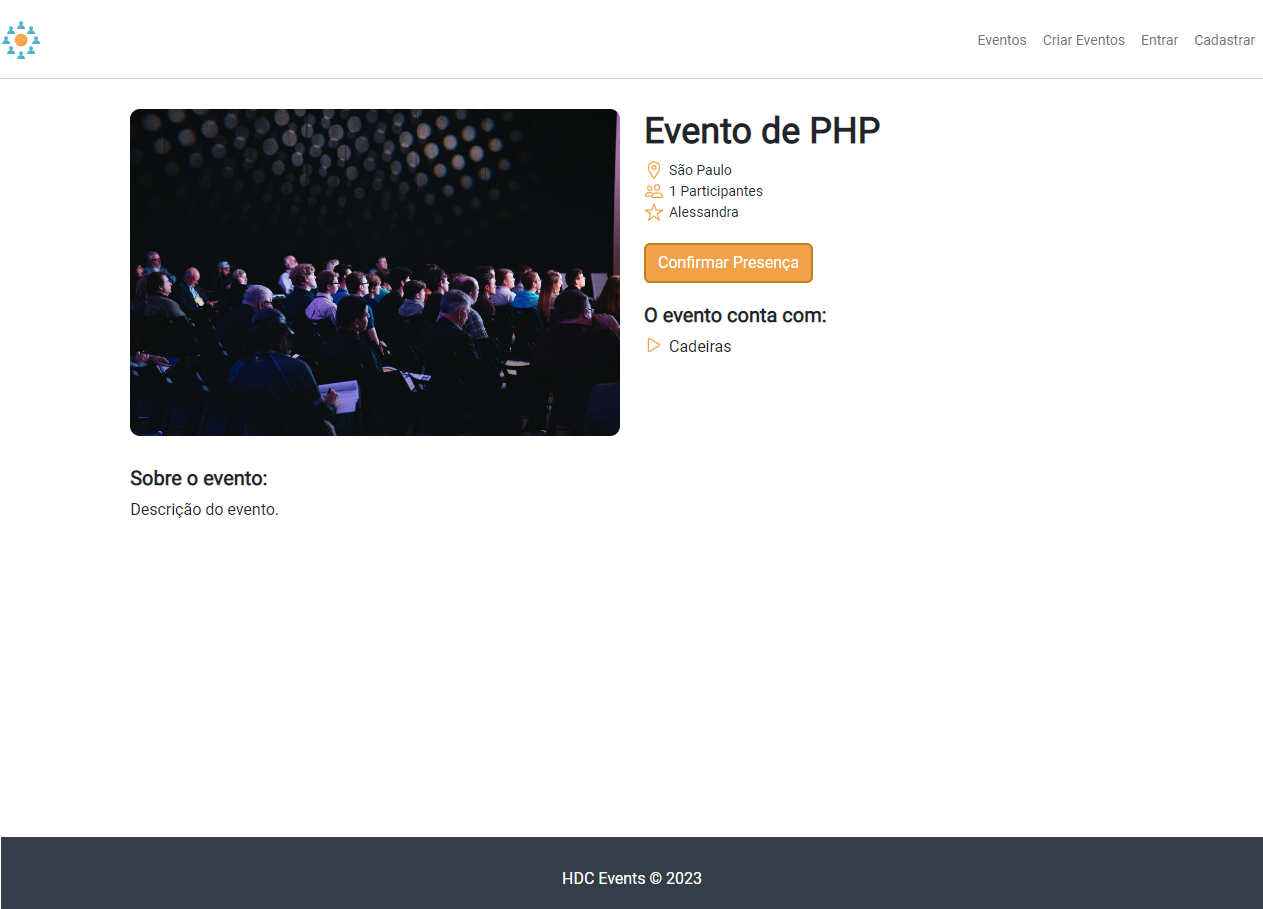 Eventos Criar Eventos Entrar Cadastrar
Evento de PHP
São Paulo
1 Participantes
Alessandra
Confirmar Presença
O evento conta com:
Cadeiras
Sobre o evento:
Descrição do evento.
HDC Events © 2023